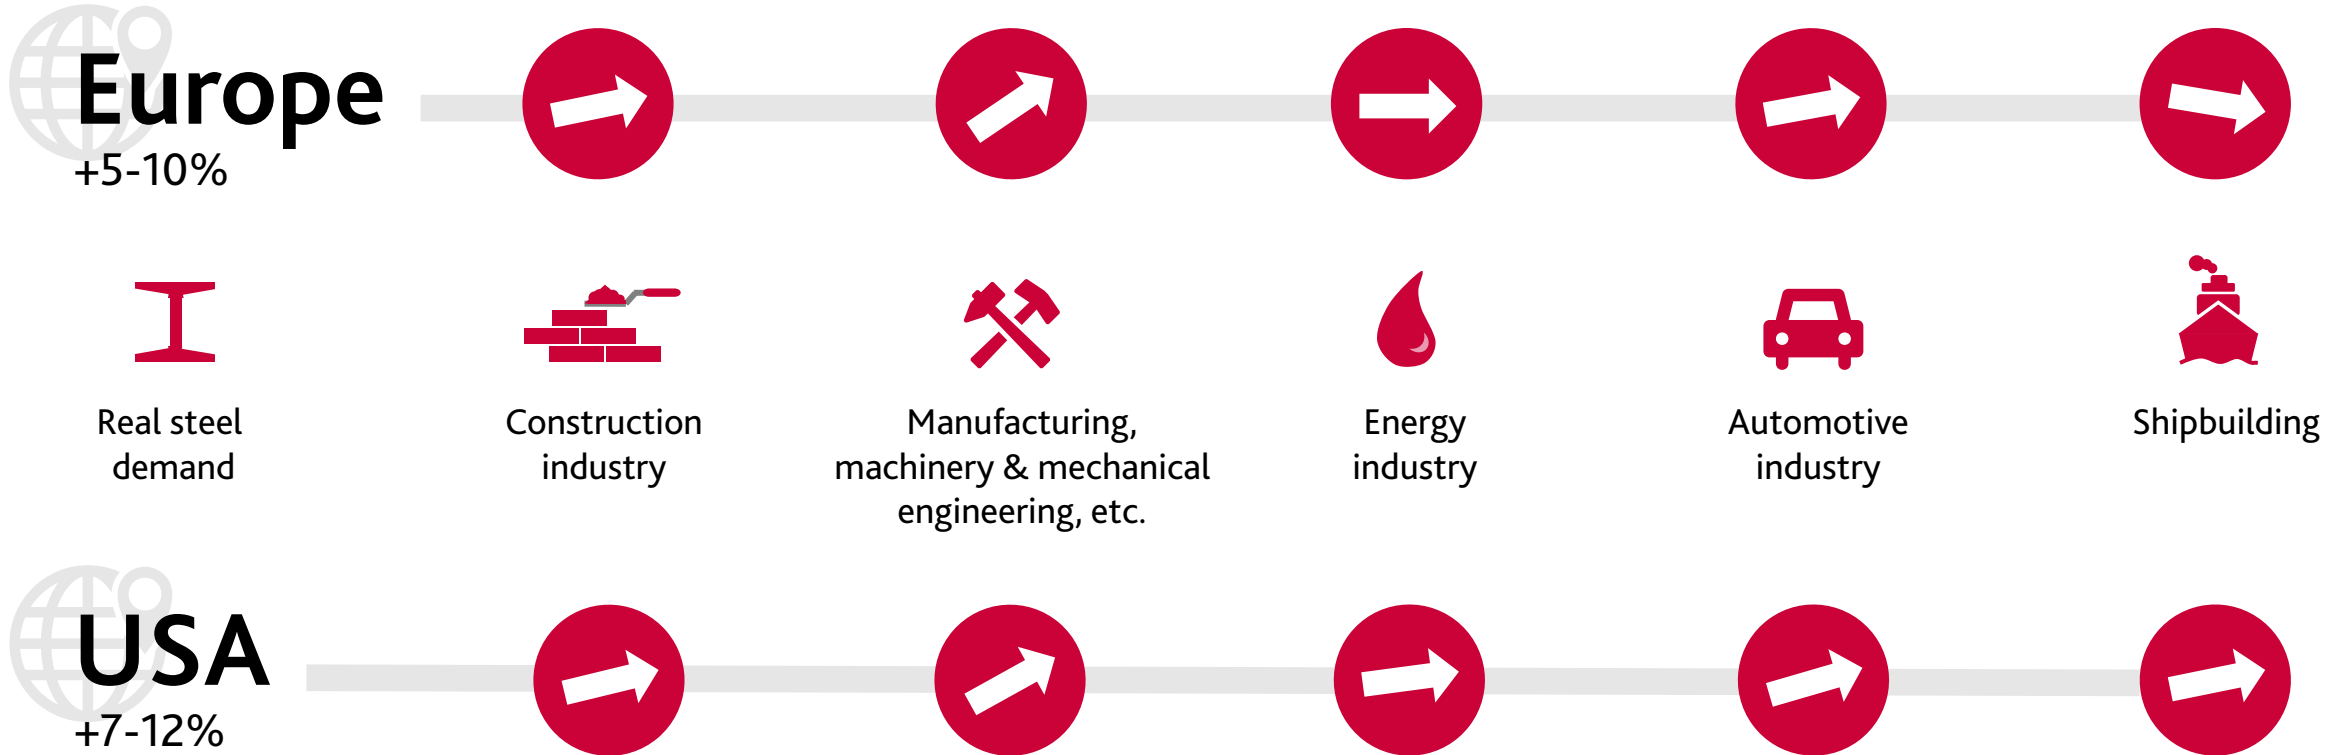 Europe
+5-10%
Real steel
demand
Construction
industry
Manufacturing,
machinery & mechanical
engineering, etc.
Energy
industry
Automotive
industry
Shipbuilding
USA
+7-12%